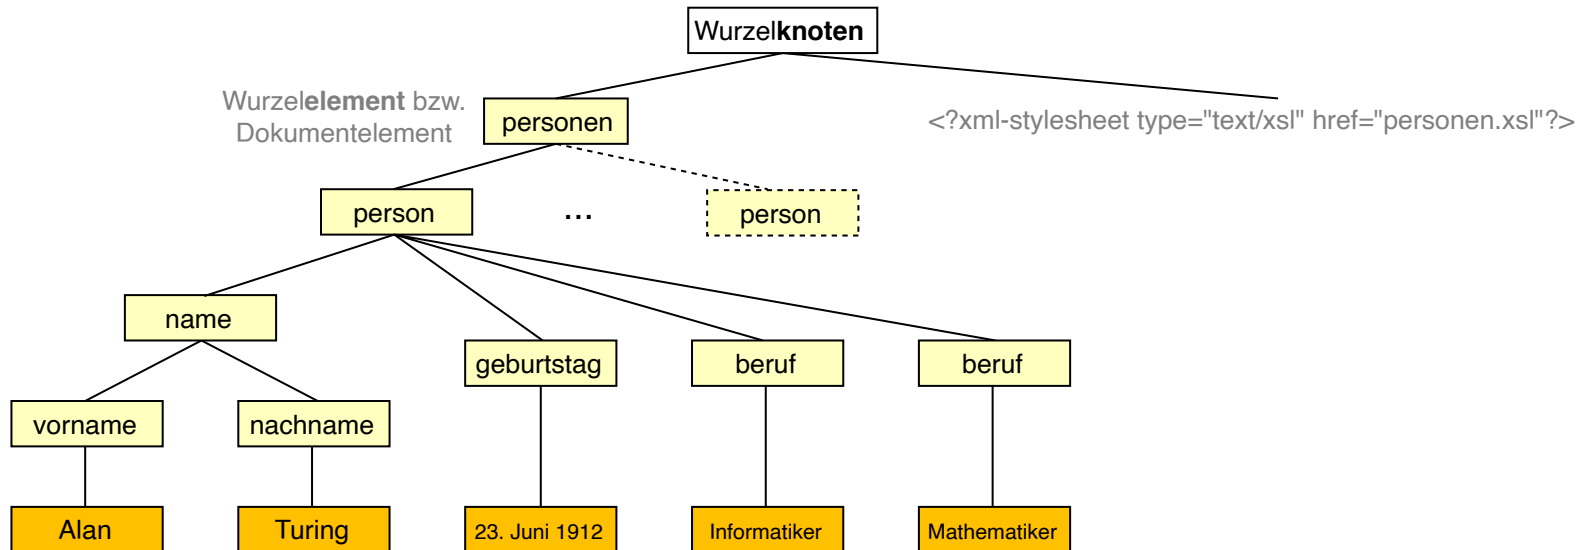 Wurzelknoten
Wurzelelement bzw.
Dokumentelement
personen
<?xml-stylesheet type="text/xsl" href="personen.xsl"?>
person
...
person
name
geburtstag
beruf
beruf
vorname
nachname
Alan
Turing
23. Juni 1912
Informatiker
Mathematiker